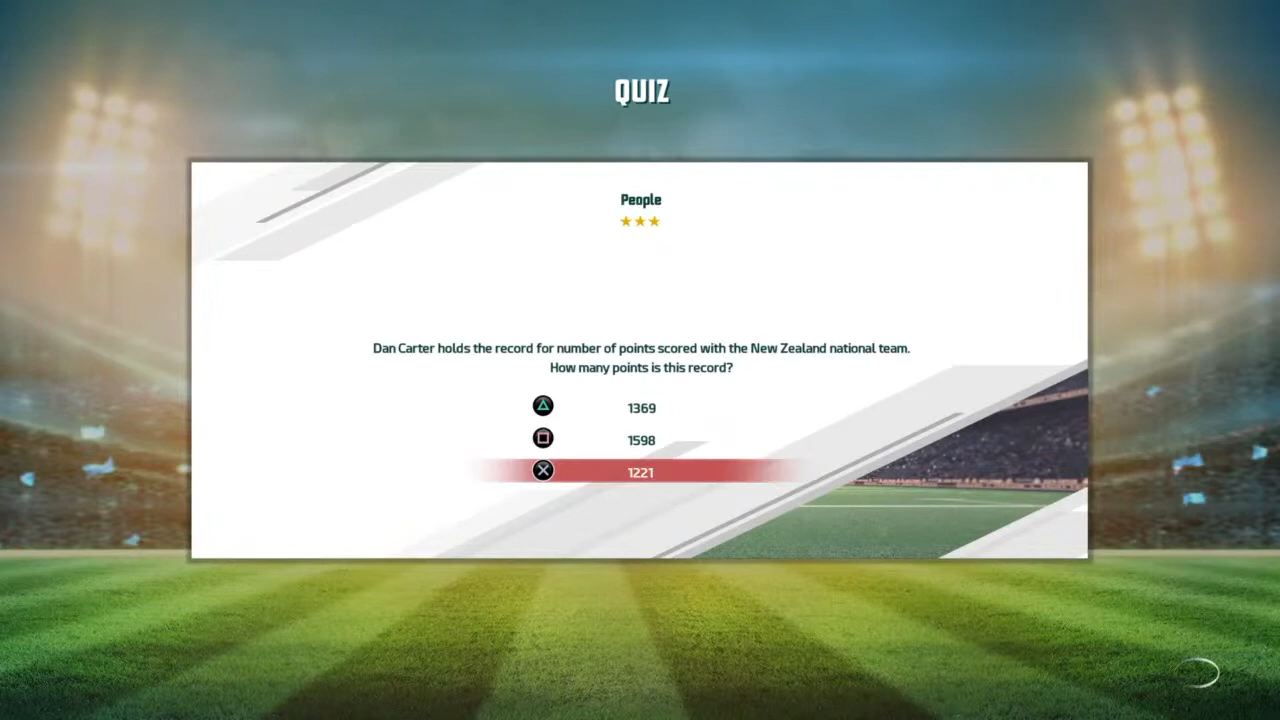 QUIZ
People
Dan Carter holds the record for number of points scored with the New Zealand national team.
How many points is this record?
1369
1598
1221